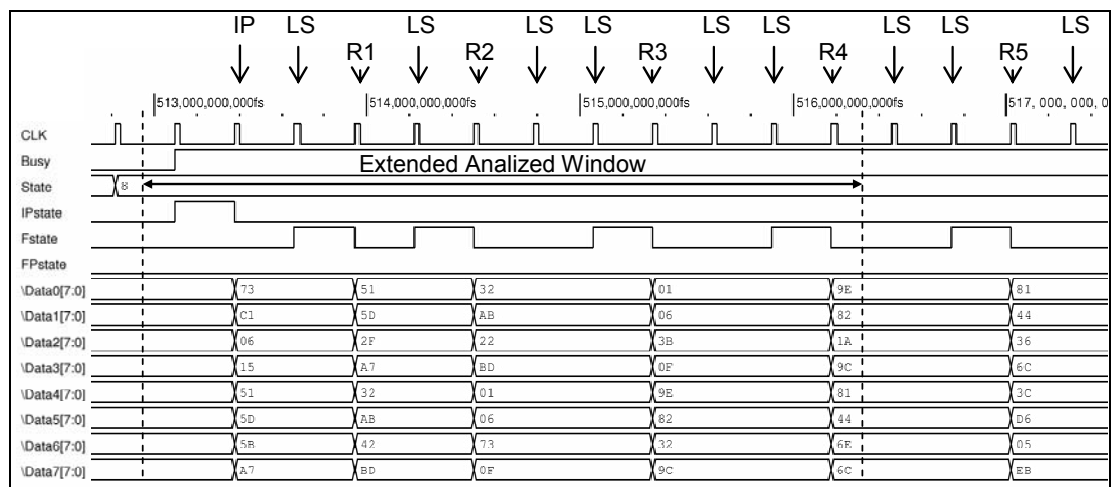 IP LS LS LS LS LS LS LS LS LS
R1 R2 R3 R4 R5
513,000,000,000fs 514,000,000,000fs 515,000,000,000fs 516,000,000,000fs 517, 000, 000, 0
CLK
Busy Extended Analized Window
State 8
IPstate
Fstate
FPstate
\Data0[7:0] 73 51 32 01 9E 81
\Data1[7:0] C1 5D AB 06 82 44
\Data2[7:0] 06 2F 22 3B 1A 36
\Data3[7:0] 15 A7 BD 0F 9C 6C
\Data4[7:0] 51 32 01 9E 81 3C
\Data5[7:0] 5D AB 06 82 44 D6
\Data6[7:0] 5B 42 73 32 6E 05
\Data7[7:0] A7 BD 0F 9C 6C EB